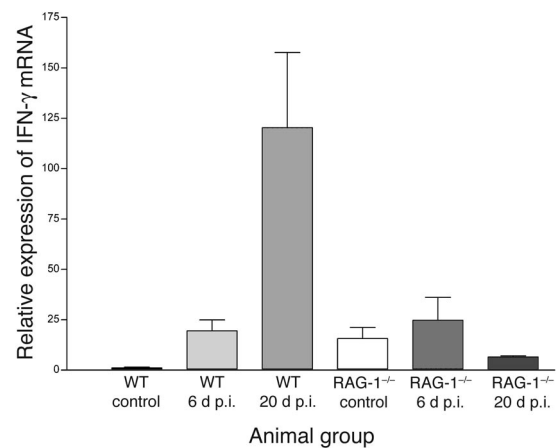 175
150
125
100
75
50
25
0
Relative expression of IFN-γ mRNA
WT
control
WT
6 d p.i.
WT
20 d p.i.
RAG-1⁻/⁻
control
RAG-1⁻/⁻
6 d p.i.
RAG-1⁻/⁻
20 d p.i.
Animal group